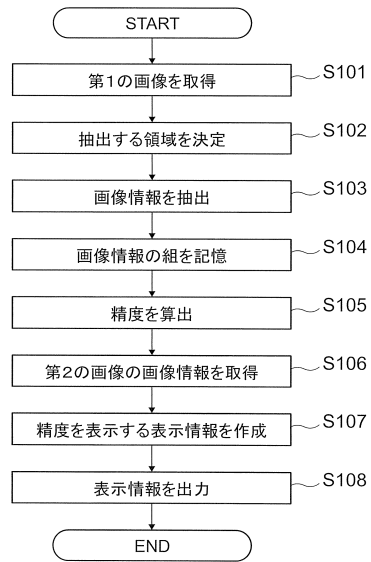 START
第1の画像を取得
S101
抽出する領域を決定
S102
画像情報を抽出
S103
画像情報の組を記憶
S104
精度を算出
S105
第2の画像の画像情報を取得
S106
精度を表示する表示情報を作成
S107
表示情報を出力
S108
END